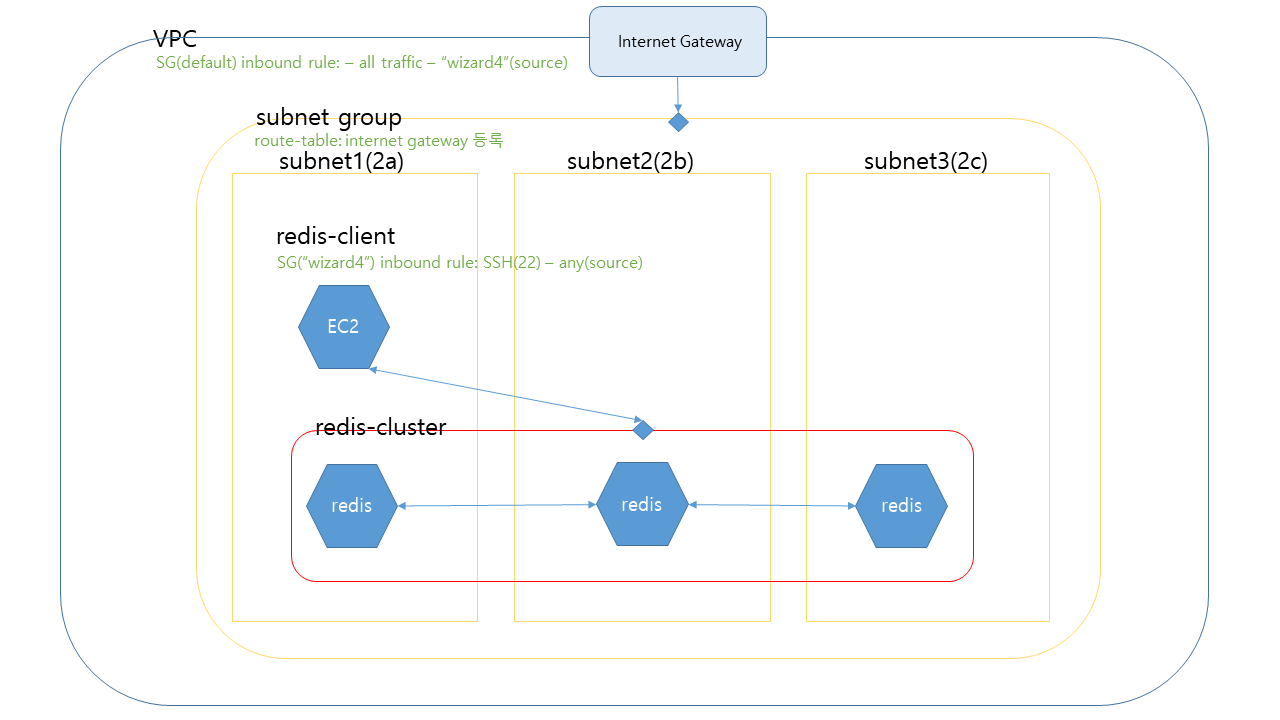 Internet Gateway
VPC
SG(default) inbound rule: – all traffic – “wizard4”(source)
subnet group
route-table: internet gateway 등록
subnet1(2a)
subnet2(2b)
subnet3(2c)
redis-client
SG(“wizard4”) inbound rule: SSH(22) – any(source)
EC2
redis-cluster
redis
redis
redis